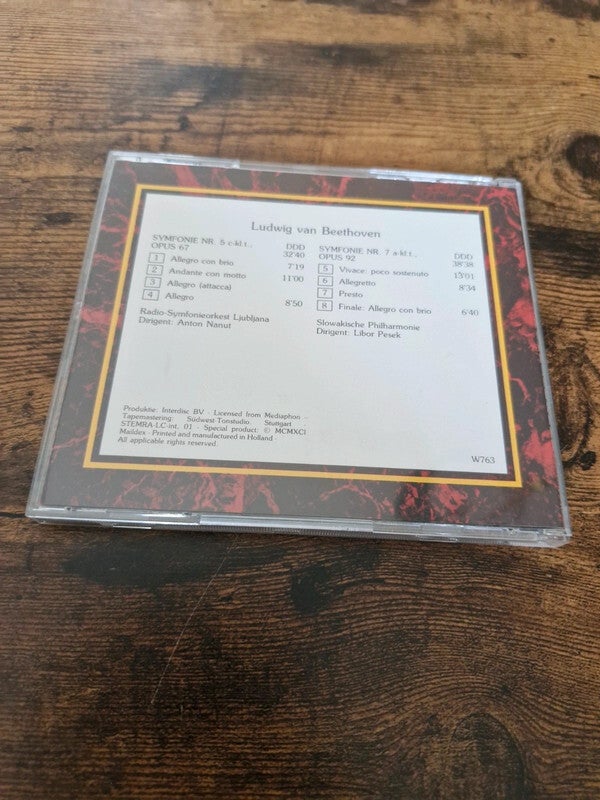 Ludwig van Beethoven
SYMFONIE NR. 5 c-kl.t., DDD
OPUS 67 32'40
1 Allegro con brio 7'19
2 Andante con motto 11'00
3 Allegro (attacca)
4 Allegro 8'50
Radio-Symfonieorkest Ljubljana
Dirigent: Anton Nanut
SYMFONIE NR. 7 a-kl.t., DDD
OPUS 92 38'38
5 Vivace: poco sostenuto 13'01
6 Allegretto 8'34
7 Presto
8 Finale: Allegro con brio 6'40
Slowakische Philharmonie
Dirigent: Libor Pesek
Produktie: Interdisc BV · Licensed from Mediaphon -
Tapemastering: Südwest-Tonstudio, Stuttgart
STEMRA-LC-int. 01 · Special product: © MCMXCI
Maildex · Printed and manufactured in Holland ·
All applicable rights reserved.
W763